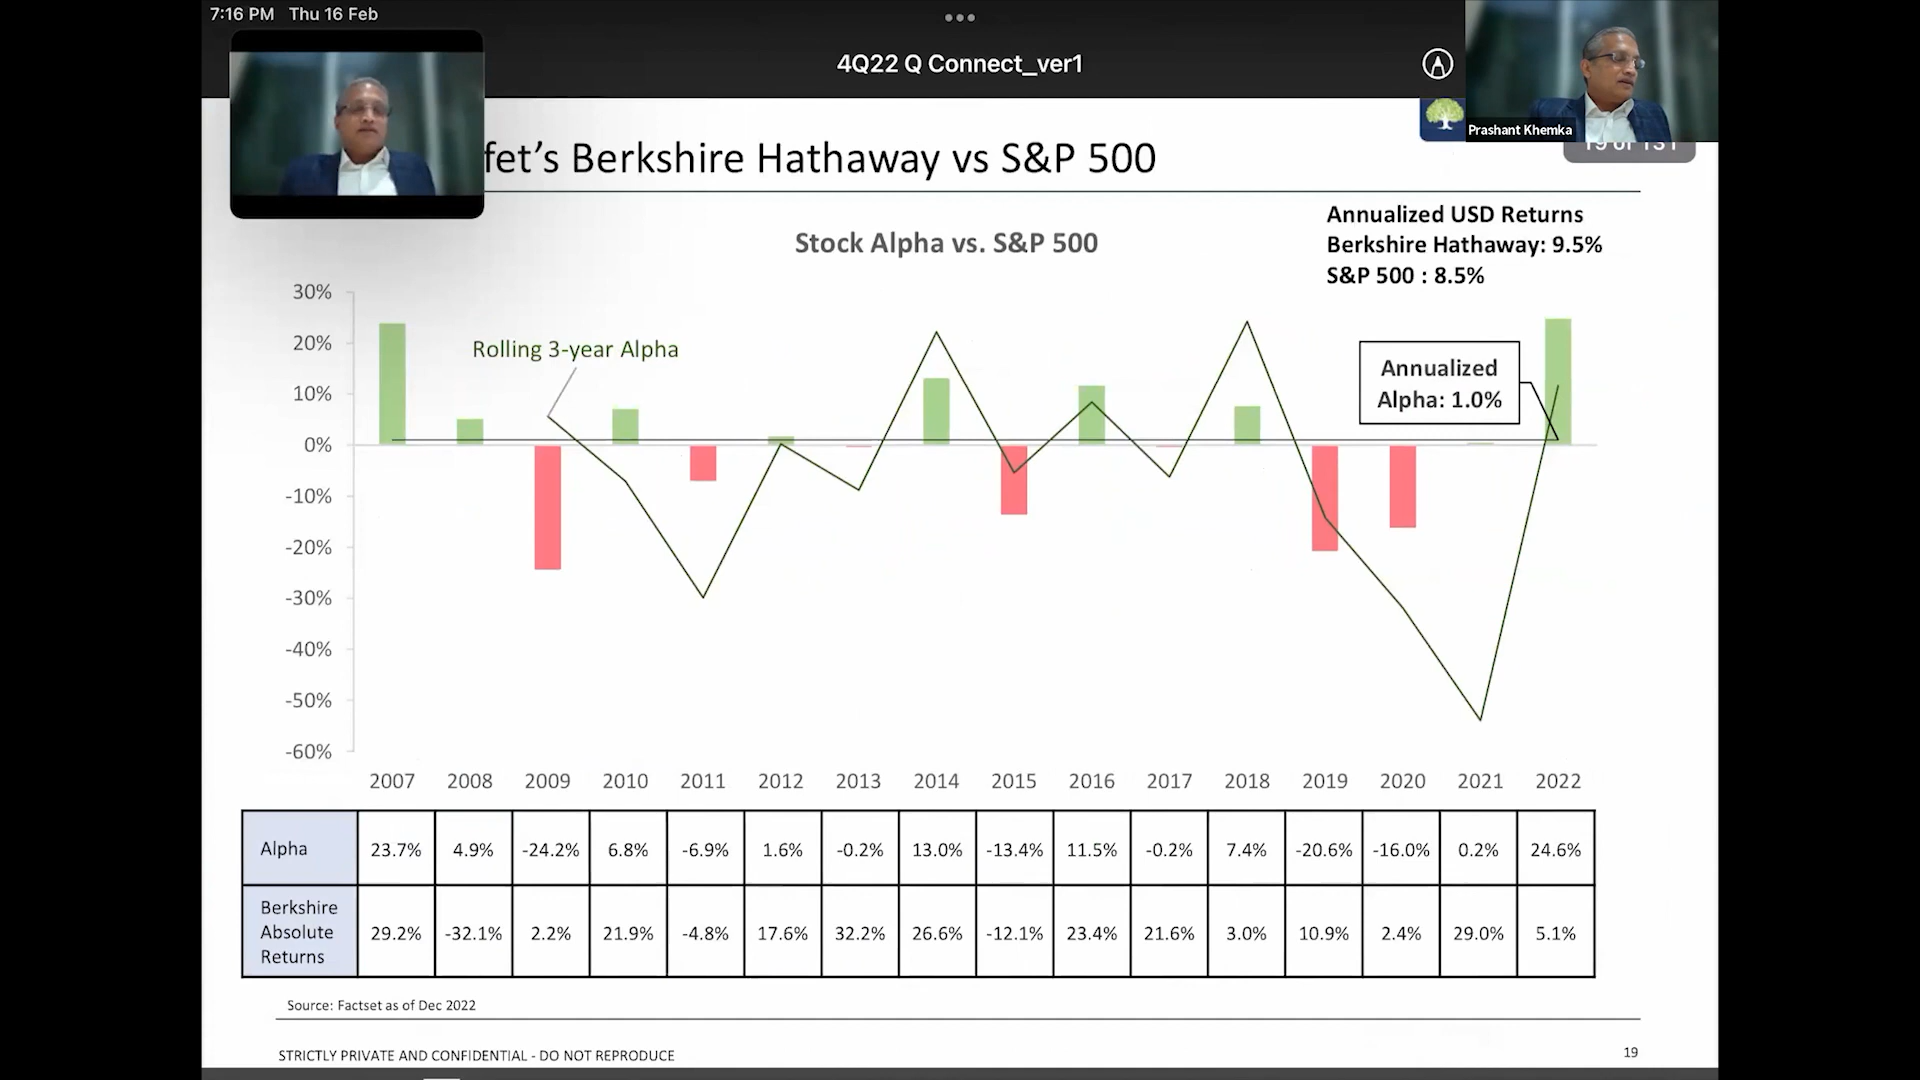 7:16 PM Thu 16 Feb
4Q22 Q Connect_ver1
Prashant Khemka
fet's Berkshire Hathaway vs S&P 500
Annualized USD Returns
Berkshire Hathaway: 9.5%
S&P 500 : 8.5%
Stock Alpha vs. S&P 500
30%
20%
10%
0%
-10%
-20%
-30%
-40%
-50%
-60%
Rolling 3-year Alpha
Annualized
Alpha: 1.0%
2007 2008 2009 2010 2011 2012 2013 2014 2015 2016 2017 2018 2019 2020 2021 2022
Alpha 23.7% 4.9% -24.2% 6.8% -6.9% 1.6% -0.2% 13.0% -13.4% 11.5% -0.2% 7.4% -20.6% -16.0% 0.2% 24.6%
Berkshire
Absolute
Returns
29.2% -32.1% 2.2% 21.9% -4.8% 17.6% 32.2% 26.6% -12.1% 23.4% 21.6% 3.0% 10.9% 2.4% 29.0% 5.1%
Source: Factset as of Dec 2022
STRICTLY PRIVATE AND CONFIDENTIAL - DO NOT REPRODUCE
19